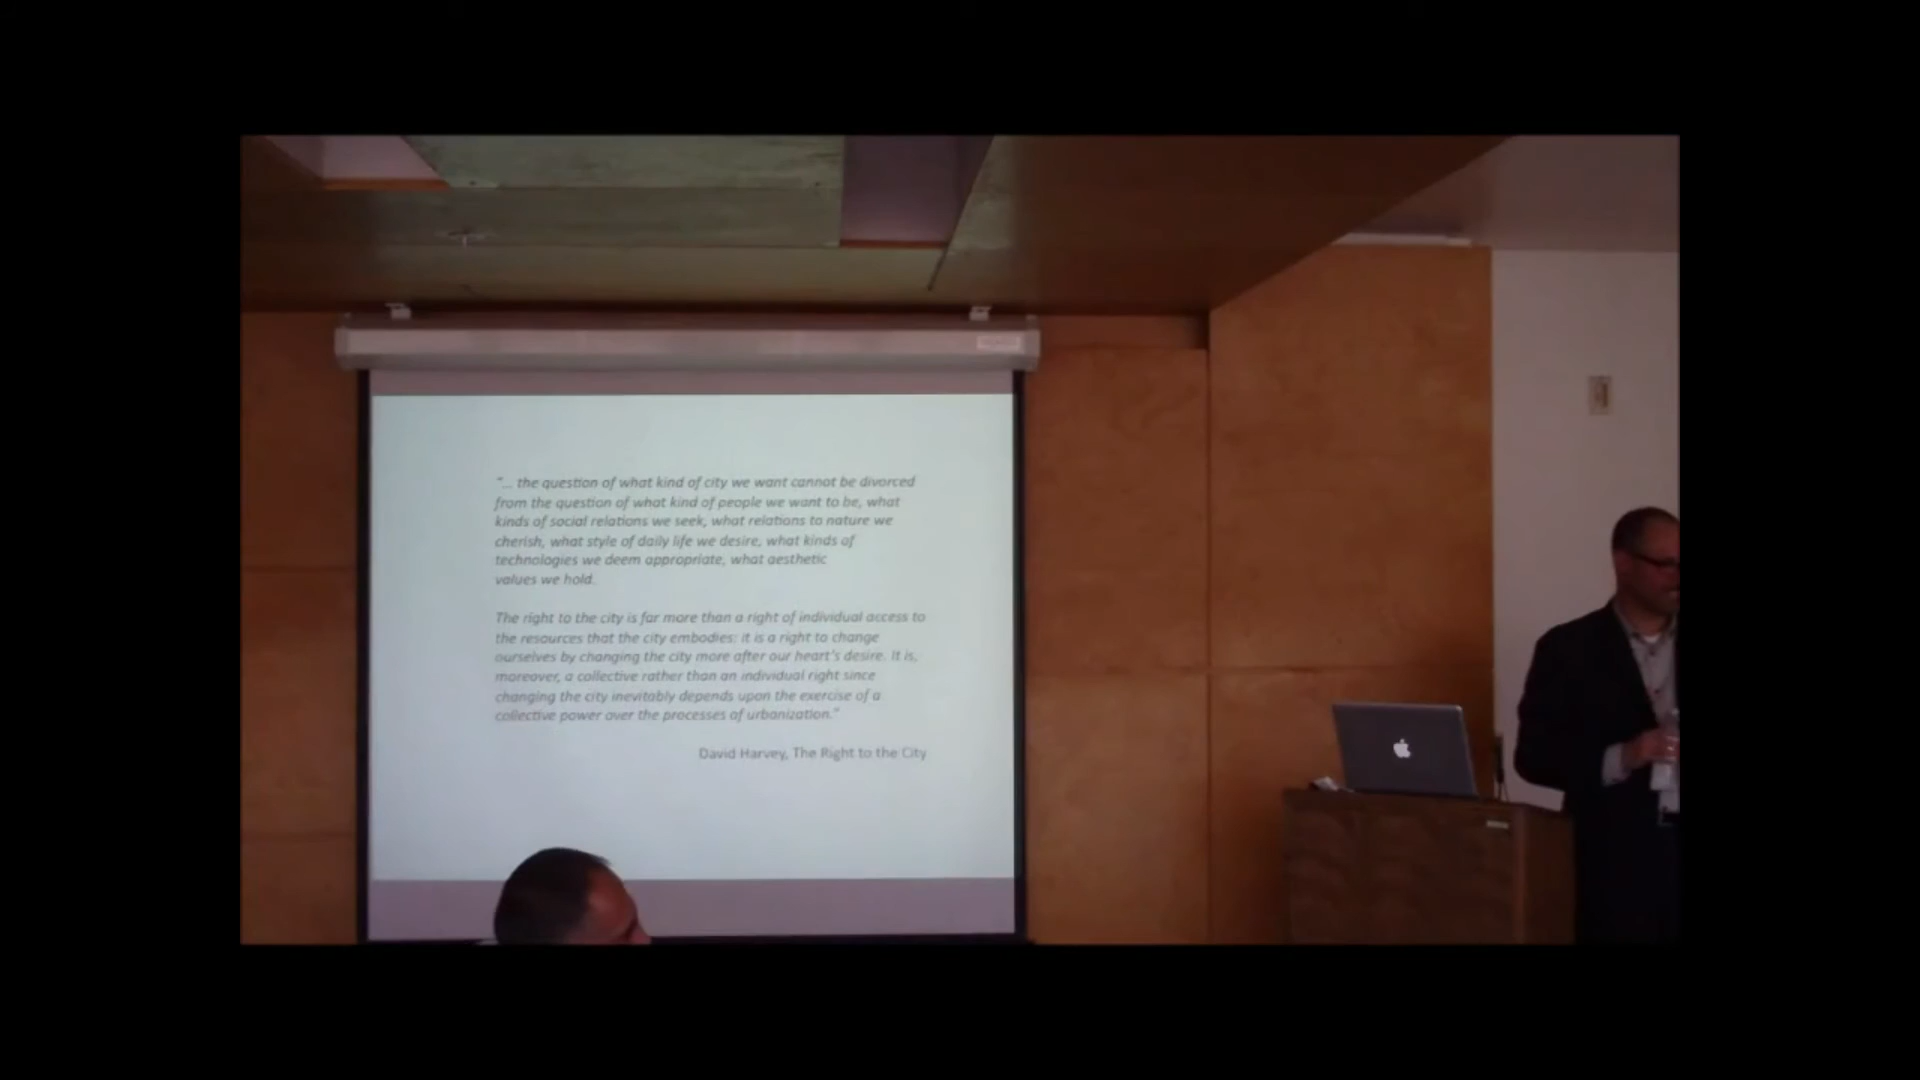 "... the question of what kind of city we want cannot be divorced
from the question of what kind of people we want to be, what
kinds of social relations we seek, what relations to nature we
cherish, what style of daily life we desire, what kinds of
technologies we deem appropriate, what aesthetic
values we hold.
The right to the city is far more than a right of individual access to
the resources that the city embodies: it is a right to change
ourselves by changing the city more after our heart's desire. It is,
moreover, a collective rather than an individual right since
changing the city inevitably depends upon the exercise of a
collective power over the processes of urbanization."
David Harvey, The Right to the City